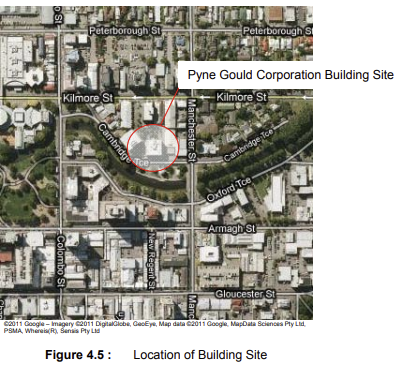 Peterborough St
Peterborough St
Pyne Gould Corporation Building Site
Kilmore St
Kilmore St
Manchester St
Cambridge Tce
Cambridge Tce
Oxford Tce
Armagh St
Colombo St
New Regent St
Gloucester St
Manc
©2011 Google – Imagery ©2011 DigitalGlobe, GeoEye, Map data ©2011 Google, MapData Sciences Pty Ltd,
PSMA, Whereis(R), Sensis Pty Ltd
Figure 4.5 : Location of Building Site